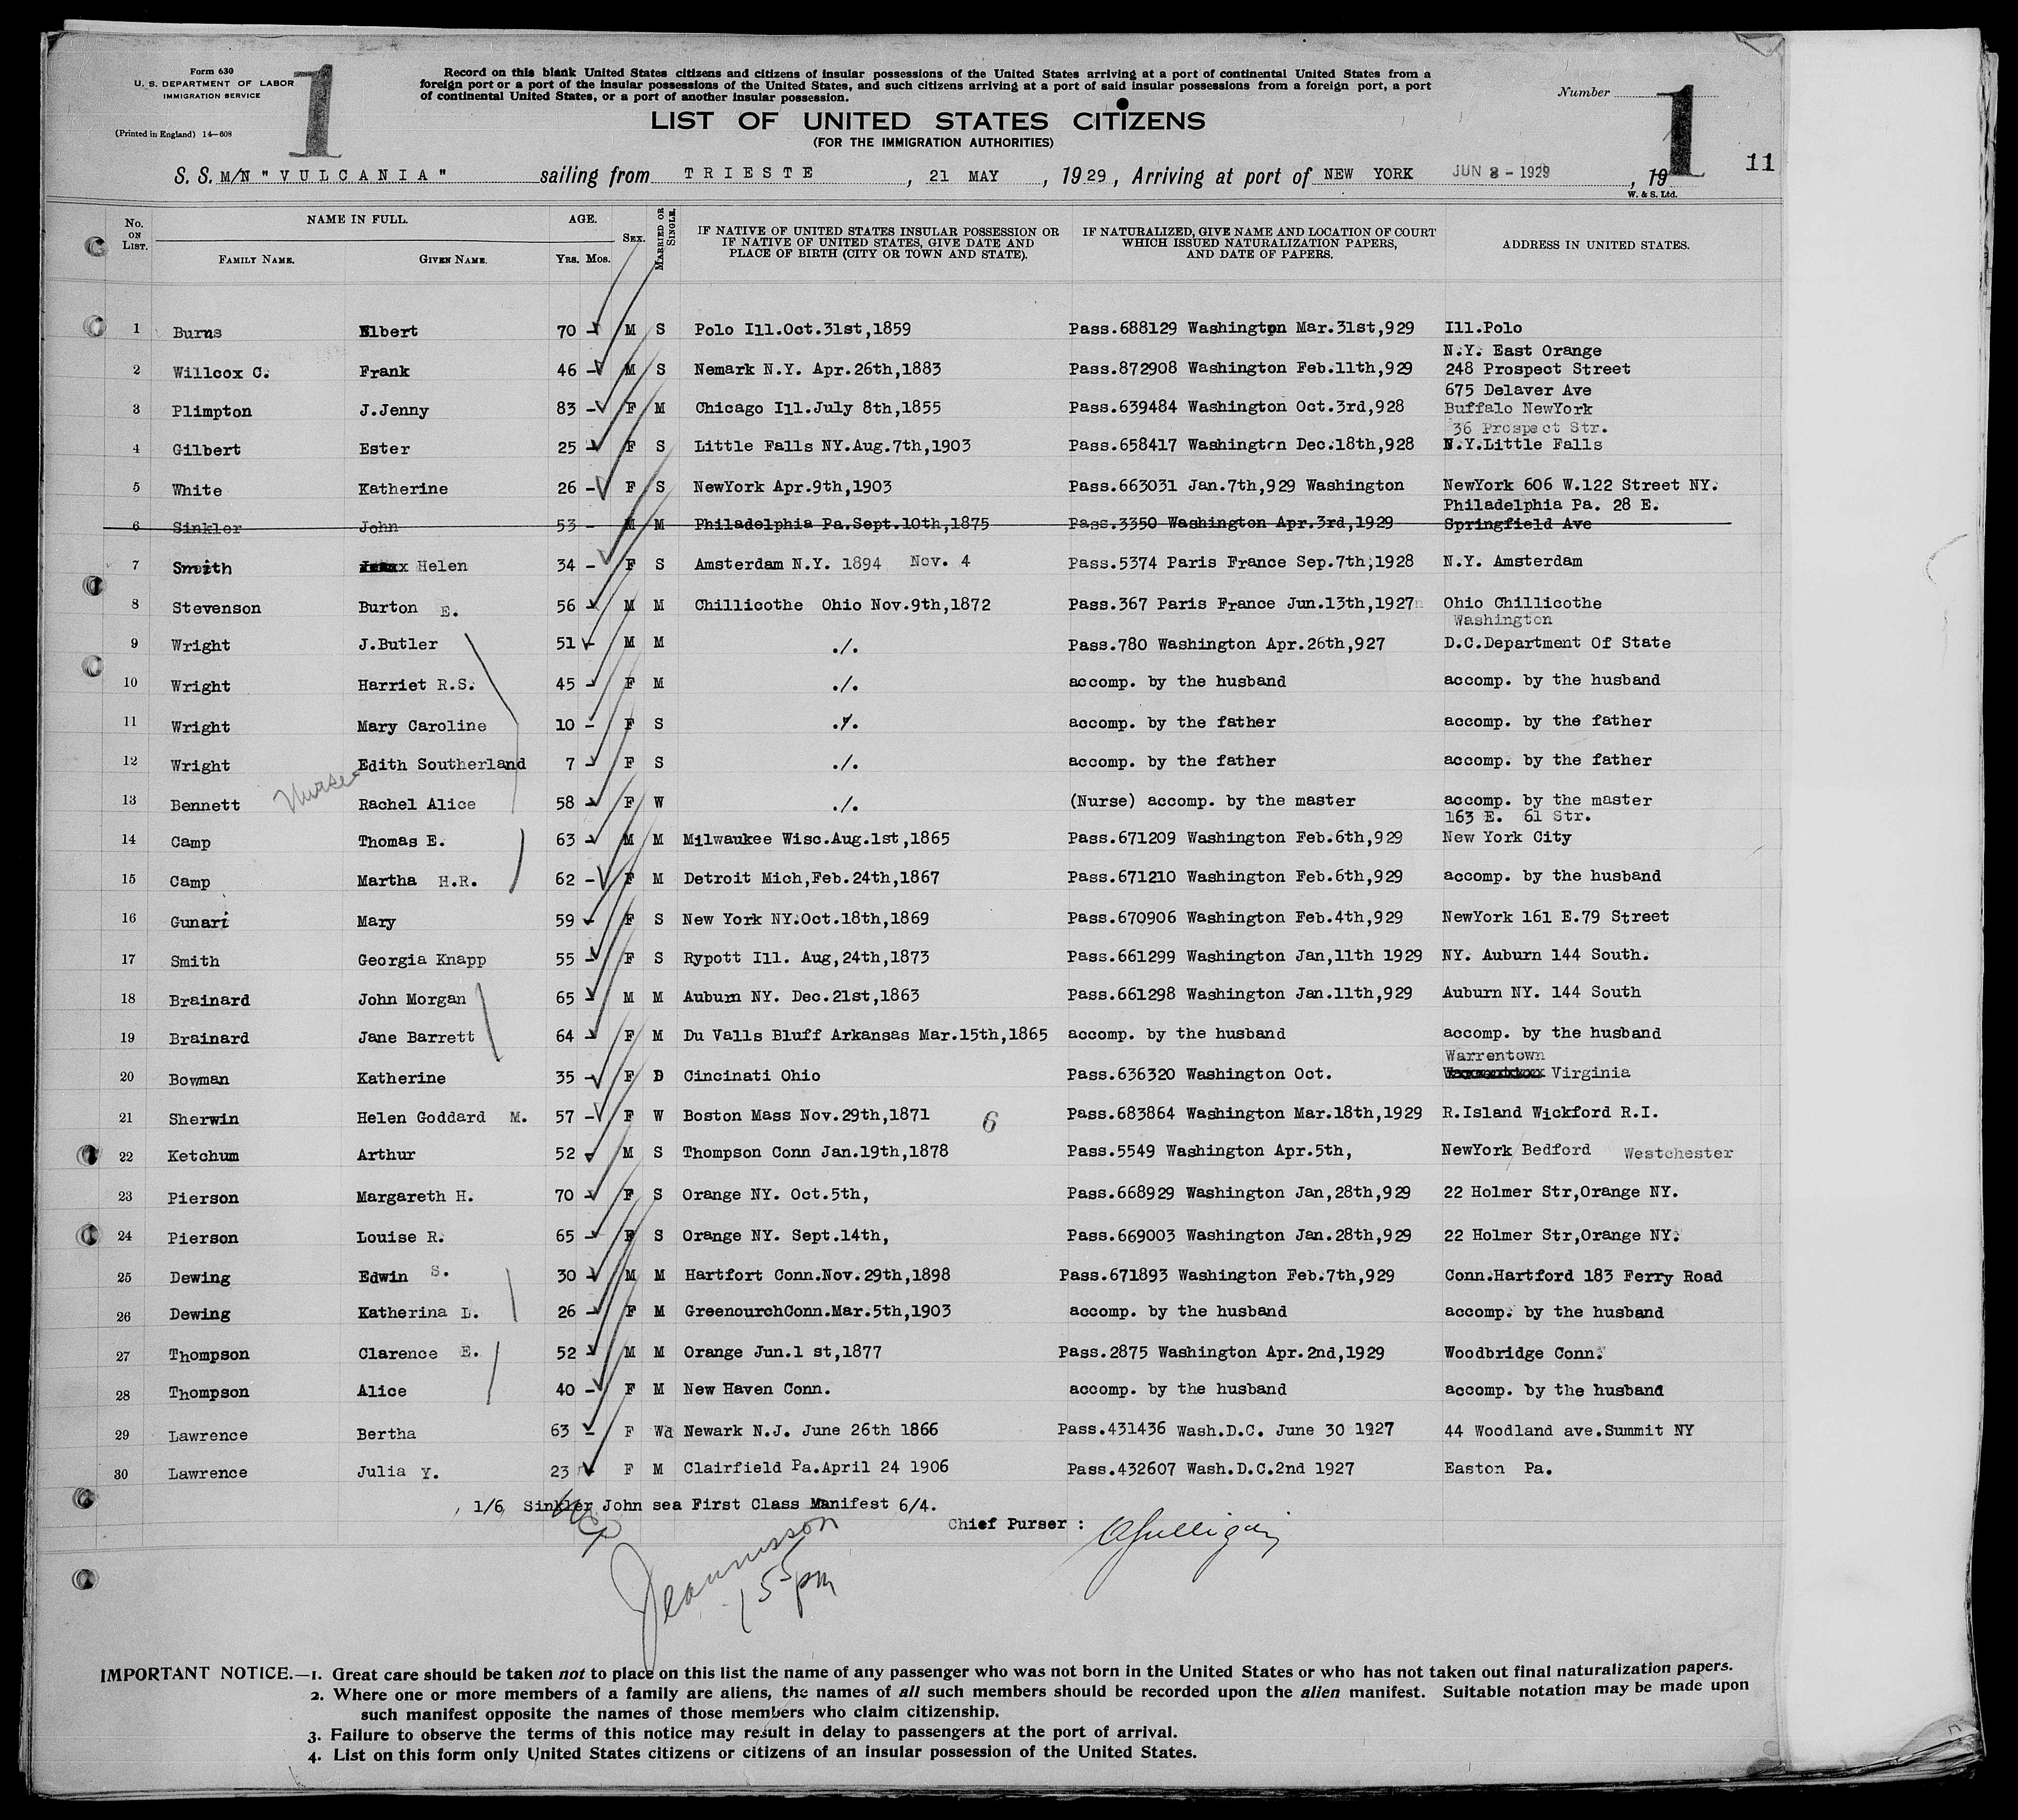 Form 630
U. S. DEPARTMENT OF LABOR
IMMIGRATION SERVICE
(Printed in England) 14—608
1
Record on this blank United States citizens and citizens of insular possessions of the United States arriving at a port of continental United States from a
foreign port or a port of the insular possessions of the United States, and such citizens arriving at a port of said insular possessions from a foreign port, a port
of continental United States, or a port of another insular possession.
Number
1
LIST OF UNITED STATES CITIZENS
(FOR THE IMMIGRATION AUTHORITIES)
11
S. S. M/N "VULCANIA" sailing from TRIESTE, 21 MAY, 1929, Arriving at port of NEW YORK JUN 3 - 1929, 19
W. & S. Ltd.
No. ON LIST. NAME IN FULL. FAMILY NAME. GIVEN NAME. AGE. Yrs. Mos. SEX. MARRIED OR SINGLE. IF NATIVE OF UNITED STATES INSULAR POSSESSION OR IF NATIVE OF UNITED STATES, GIVE DATE AND PLACE OF BIRTH (CITY OR TOWN AND STATE). IF NATURALIZED, GIVE NAME AND LOCATION OF COURT WHICH ISSUED NATURALIZATION PAPERS, AND DATE OF PAPERS. ADDRESS IN UNITED STATES.
1 Burns Elbert 70 - M S Polo Ill.Oct.31st,1859 Pass.688129 Washington Mar.31st,929 Ill.Polo
N.Y. East Orange
2 Willcox C. Frank 46 - M S Nemark N.Y. Apr.26th,1883 Pass.872908 Washington Feb.11th,929 248 Prospect Street
675 Delaver Ave
3 Plimpton J.Jenny 83 - F M Chicago Ill.July 8th,1855 Pass.639484 Washington Oct.3rd,928 Buffalo NewYork
36 Prospect Str.
4 Gilbert Ester 25 - F S Little Falls NY.Aug.7th,1903 Pass.658417 Washington Dec.18th,928 N.Y.Little Falls
5 White Katherine 26 - F S NewYork Apr.9th,1903 Pass.663031 Jan.7th,929 Washington NewYork 606 W.122 Street NY.
Philadelphia Pa. 28 E.
6 Sinkler John 53 - M M Philadelphia Pa.Sept.10th,1875 Pass.3350 Washington Apr.3rd,1929 Springfield Ave
7 Smith Helen 34 - F S Amsterdam N.Y. 1894 Nov. 4 Pass.5374 Paris France Sep.7th,1928 N.Y. Amsterdam
8 Stevenson Burton E. 56 - M M Chillicothe Ohio Nov.9th,1872 Pass.367 Paris France Jun.13th,1927 Ohio Chillicothe
Washington
9 Wright J.Butler 51 - M M ./. Pass.780 Washington Apr.26th,927 D.C.Department Of State
10 Wright Harriet R.S. 45 - F M ./. accomp. by the husband accomp. by the husband
11 Wright Mary Caroline 10 - F S ./. accomp. by the father accomp. by the father
12 Wright Edith Southerland 7 - F S ./. accomp. by the father accomp. by the father
Nurse
13 Bennett Rachel Alice 58 - F W ./. (Nurse) accomp. by the master accomp. by the master
163 E. 61 Str.
14 Camp Thomas E. 63 - M M Milwaukee Wisc.Aug.1st,1865 Pass.671209 Washington Feb.6th,929 New York City
15 Camp Martha H.R. 62 - F M Detroit Mich,Feb.24th,1867 Pass.671210 Washington Feb.6th,929 accomp. by the husband
16 Gunari Mary 59 - F S New York NY.Oct.18th,1869 Pass.670906 Washington Feb.4th,929 NewYork 161 E.79 Street
17 Smith Georgia Knapp 55 - F S Rypott Ill. Aug,24th,1873 Pass.661299 Washington Jan,11th 1929 NY. Auburn 144 South.
18 Brainard John Morgan 65 - M M Auburn NY. Dec.21st,1863 Pass.661298 Washington Jan.11th,929 Auburn NY. 144 South
19 Brainard Jane Barrett 64 - F M Du Valls Bluff Arkansas Mar.15th,1865 accomp. by the husband accomp. by the husband
Warrentown
20 Bowman Katherine 35 - F D Cincinati Ohio Pass.636320 Washington Oct. Virginia
21 Sherwin Helen Goddard M. 57 - F W Boston Mass Nov.29th,1871 6 Pass.683864 Washington Mar.18th,1929 R.Island Wickford R.I.
22 Ketchum Arthur 52 - M S Thompson Conn Jan.19th,1878 Pass.5549 Washington Apr.5th, NewYork Bedford Westchester
23 Pierson Margareth H. 70 - F S Orange NY. Oct.5th, Pass.668929 Washington Jan,28th,929 22 Holmer Str,Orange NY.
24 Pierson Louise R. 65 - F S Orange NY. Sept.14th, Pass.669003 Washington Jan.28th,929 22 Holmer Str,Orange NY.
25 Dewing Edwin S. 30 - M M Hartfort Conn.Nov.29th,1898 Pass.671893 Washington Feb.7th,929 Conn.Hartford 183 Ferry Road
26 Dewing Katherina L. 26 - F M GreenourchConn.Mar.5th,1903 accomp. by the husband accomp. by the husband
27 Thompson Clarence E. 52 - M M Orange Jun.1 st,1877 Pass.2875 Washington Apr.2nd,1929 Woodbridge Conn.
28 Thompson Alice 40 - F M New Haven Conn. accomp. by the husband accomp. by the husband
29 Lawrence Bertha 63 - F Wd Newark N.J. June 26th 1866 Pass.431436 Wash.D.C. June 30 1927 44 Woodland ave.Summit NY
30 Lawrence Julia Y. 23 - F M Clairfield Pa.April 24 1906 Pass.432607 Wash.D.C.2nd 1927 Easton Pa.
1/6 Sinkler John sea First Class Manifest 6/4.
Chief Purser :
155 pm
IMPORTANT NOTICE.—1. Great care should be taken not to place on this list the name of any passenger who was not born in the United States or who has not taken out final naturalization papers.
2. Where one or more members of a family are aliens, the names of all such members should be recorded upon the alien manifest. Suitable notation may be made upon
such manifest opposite the names of those members who claim citizenship.
3. Failure to observe the terms of this notice may result in delay to passengers at the port of arrival.
4. List on this form only United States citizens or citizens of an insular possession of the United States.